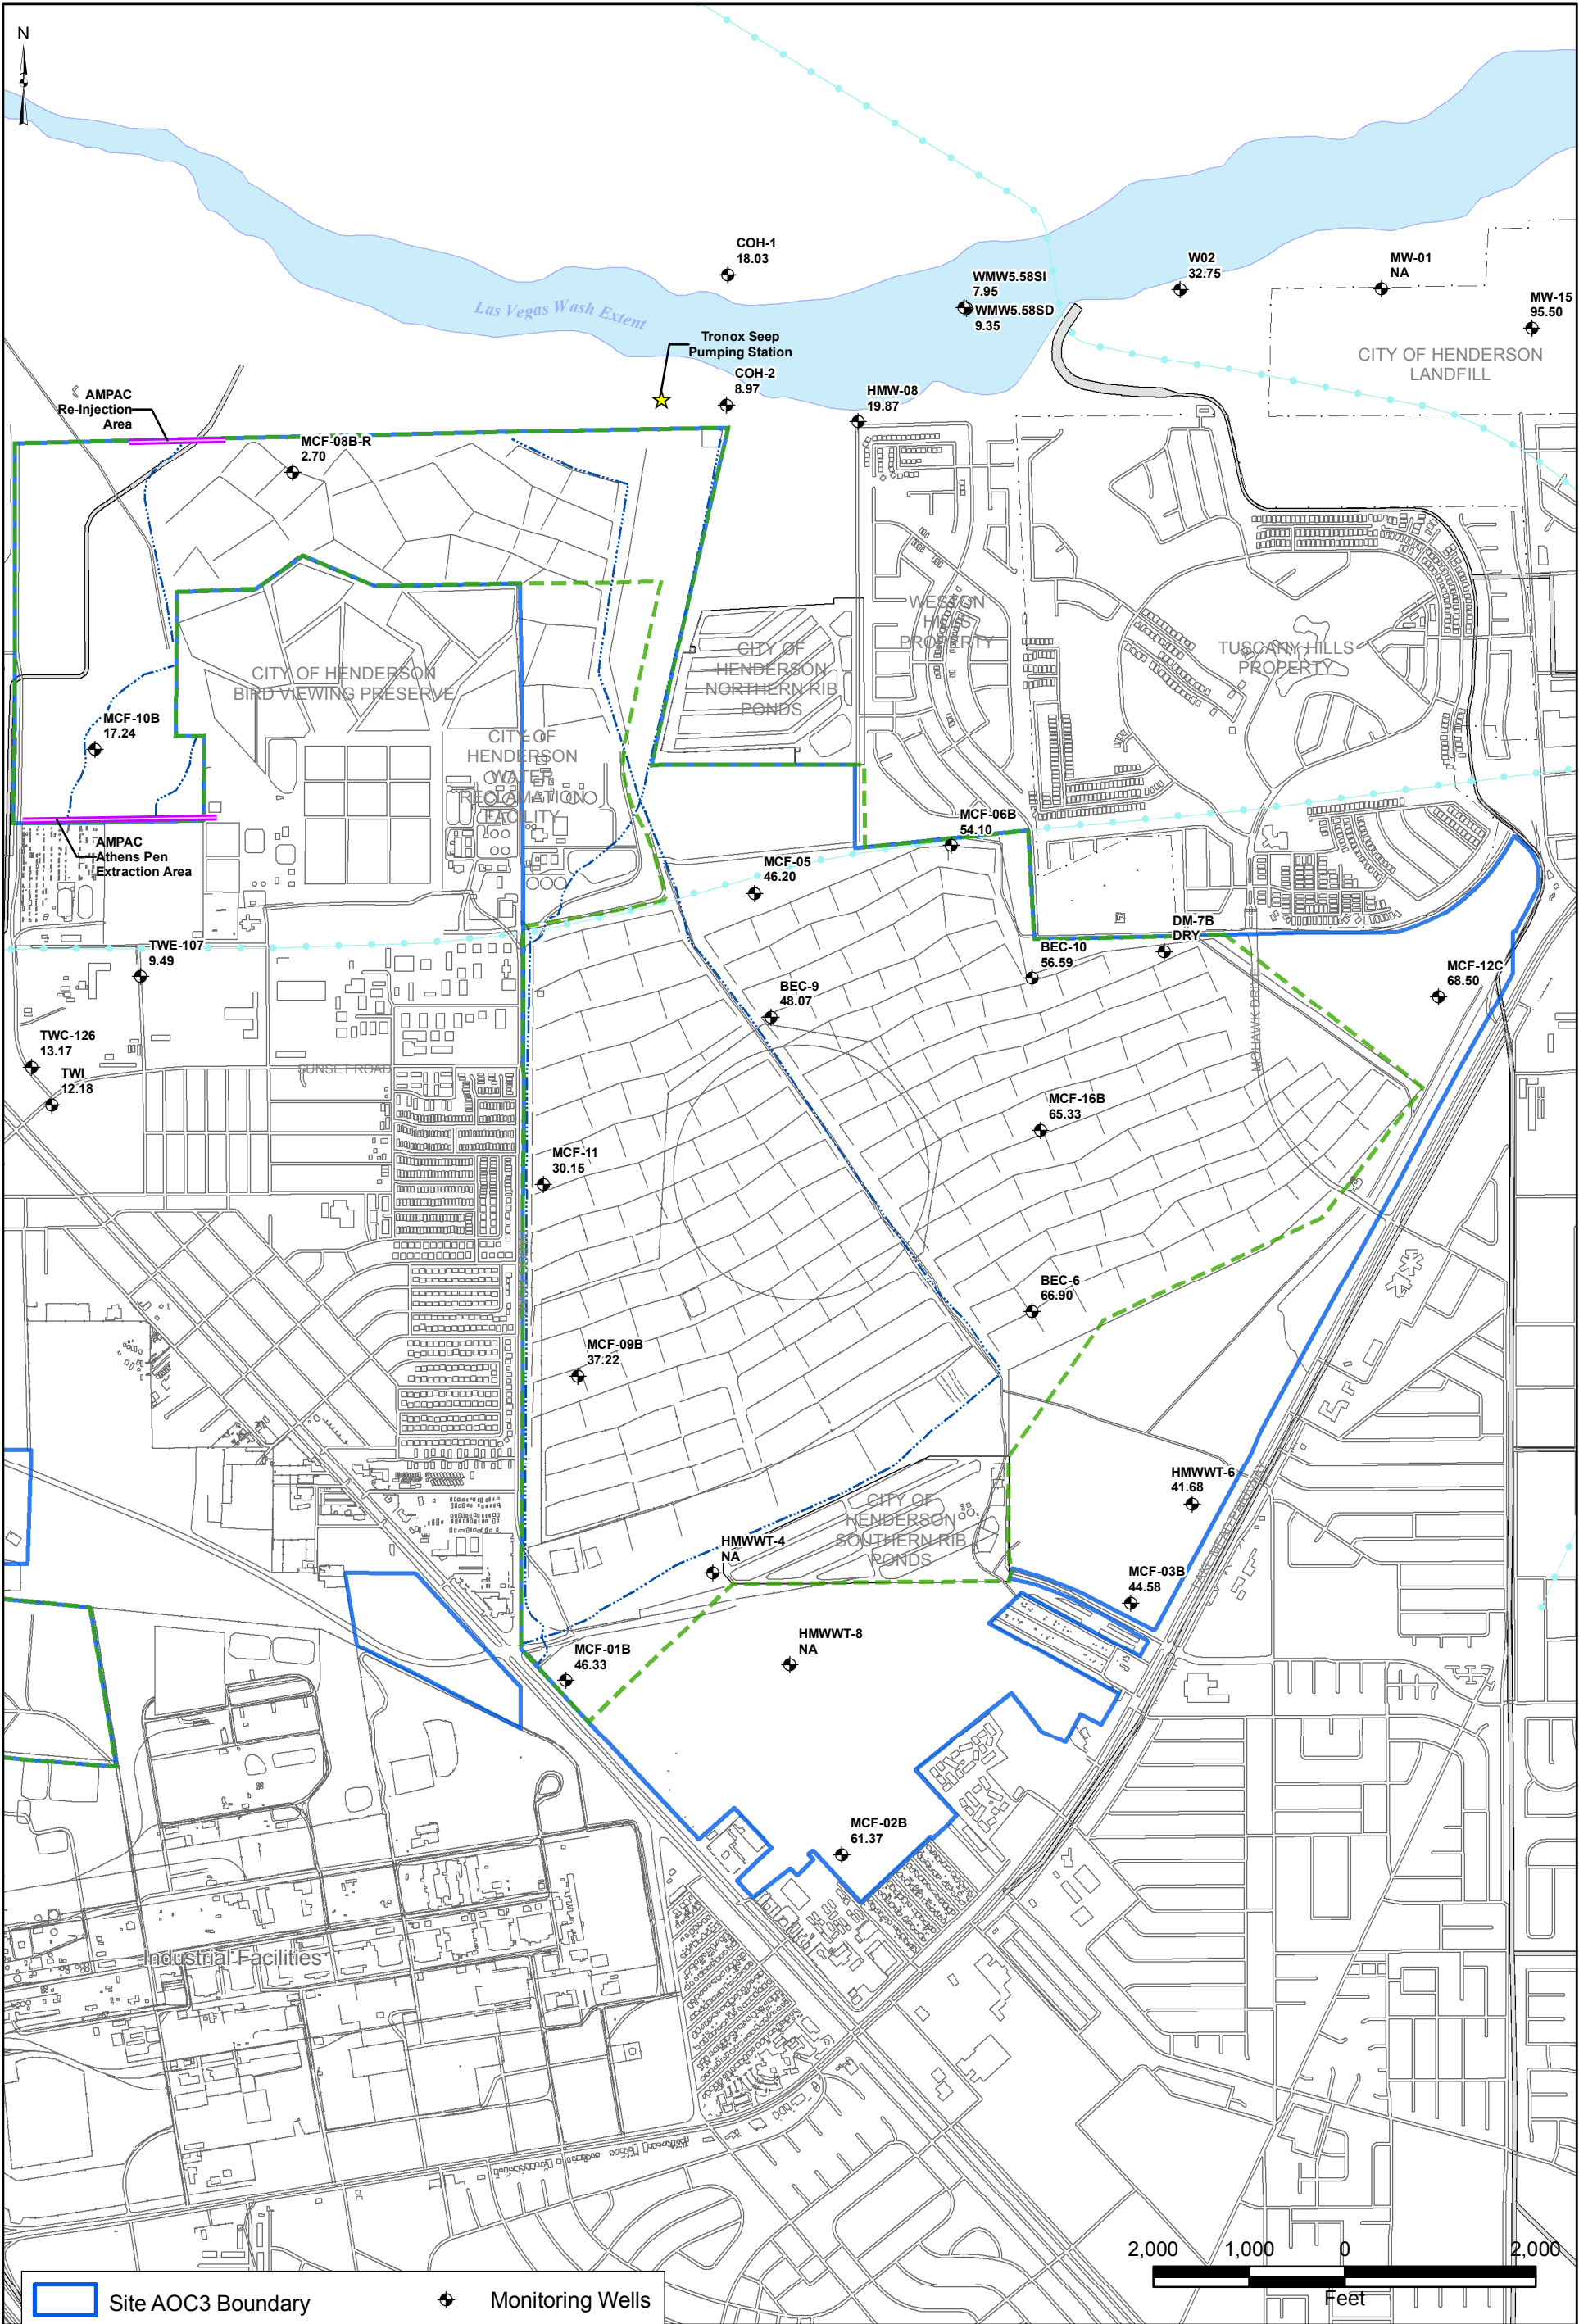 N
COH-1
18.03
W02
32.75
MW-01
NA
WMW5.58SI
7.95
WMW5.58SD
9.35
MW-15
95.50
Las Vegas Wash Extent
Tronox Seep
Pumping Station
CITY OF HENDERSON
LANDFILL
COH-2
8.97
HMW-08
19.87
AMPAC
Re-Injection
Area
MCF-08B-R
2.70
WESTON
HILLS
PROPERTY
CITY OF
HENDERSON
NORTHERN RIB
PONDS
TUSCANY HILLS
PROPERTY
CITY OF HENDERSON
BIRD VIEWING PRESERVE
MCF-10B
17.24
CITY OF
HENDERSON
WATER
RECLAMATION
FACILITY
MCF-06B
54.10
AMPAC
Athens Pen
Extraction Area
MCF-05
46.20
DM-7B
DRY
TWE-107
9.49
BEC-10
56.59
MCF-12C
68.50
BEC-9
48.07
MOHAWK DRIVE
TWC-126
13.17
TWI
12.18
SUNSET ROAD
MCF-16B
65.33
MCF-11
30.15
BEC-6
66.90
MCF-09B
37.22
HMWWT-6
41.68
CITY OF
HENDERSON
SOUTHERN RIB
PONDS
LAKE MEAD PARKWAY
HMWWT-4
NA
MCF-03B
44.58
HMWWT-8
NA
MCF-01B
46.33
MCF-02B
61.37
Industrial Facilities
2,000 1,000 0 2,000
Feet
Site AOC3 Boundary
Monitoring Wells